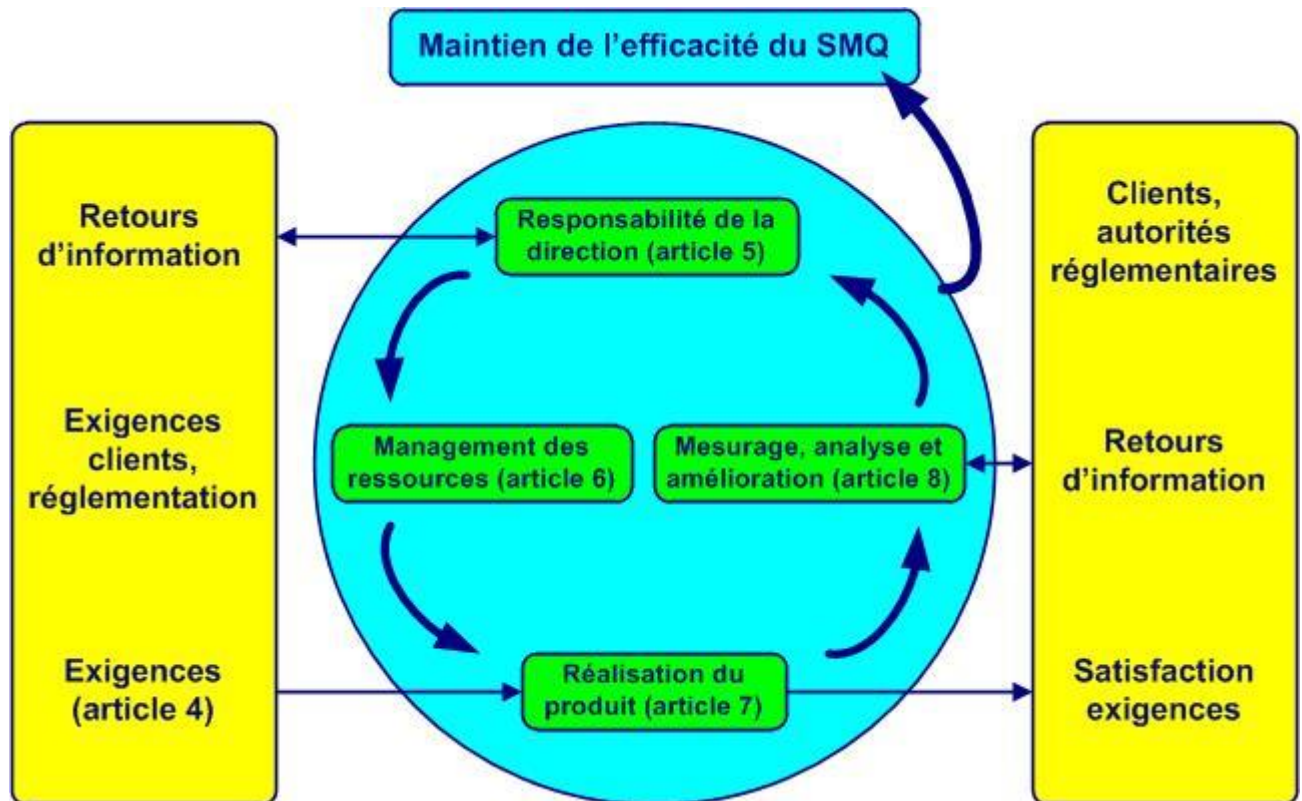 Maintien de l’efficacité du SMQ
Retours
d’information
Exigences
clients,
réglementation
Exigences
(article 4)
Responsabilité de la
direction (article 5)
Management des
ressources (article 6)
Mesurage, analyse et
amélioration (article 8)
Réalisation du
produit (article 7)
Clients,
autorités
réglementaires
Retours
d’information
Satisfaction
exigences